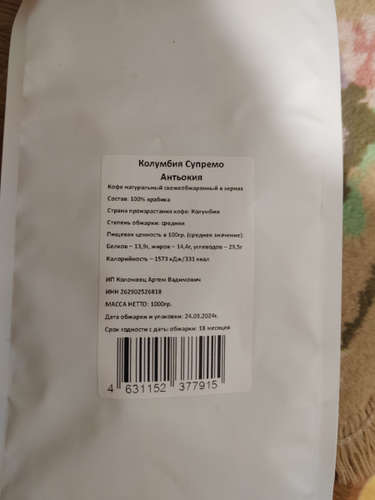 Колумбия Супремо
Антьокия
Кофе натуральный свежеобжаренный в зернах
Состав: 100% арабика
Страна произрастания кофе: Колумбия
Степень обжарки: средняя
Пищевая ценность в 100гр. (среднее значение):
Белков – 13,9г, жиров – 14,4г, углеводов – 29,5г
Калорийность – 1573 кДж/331 ккал
ИП Коломеец Артем Вадимович
ИНН 262902526818
МАССА НЕТТО: 1000гр.
Дата обжарки и упаковки: 24.03.2024г.
Срок годности с даты обжарки: 18 месяцев
4 631152 377915